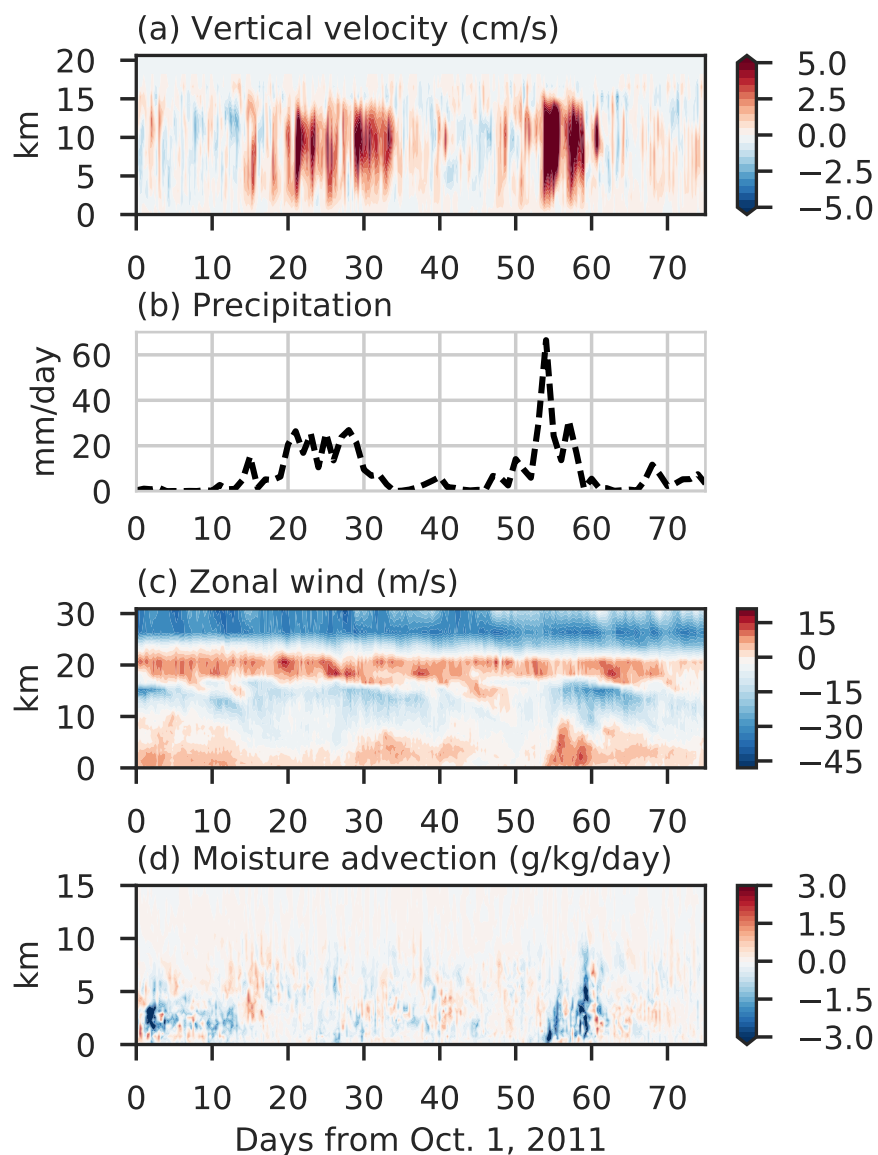 (a) Vertical velocity (cm/s)
20
15
10
5
0
km
0 10 20 30 40 50 60 70
5.0
2.5
0.0
−2.5
−5.0
(b) Precipitation
60
40
20
0
mm/day
0 10 20 30 40 50 60 70
(c) Zonal wind (m/s)
30
20
10
0
km
0 10 20 30 40 50 60 70
15
0
−15
−30
−45
(d) Moisture advection (g/kg/day)
15
10
5
0
km
0 10 20 30 40 50 60 70
3.0
1.5
0.0
−1.5
−3.0
Days from Oct. 1, 2011